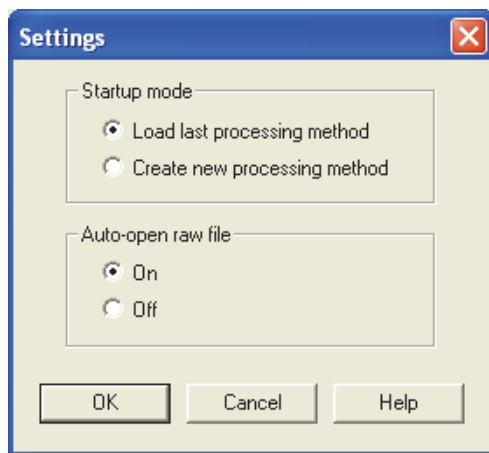 Settings
Startup mode
Load last processing method
Create new processing method
Auto-open raw file
On
Off
OK Cancel Help